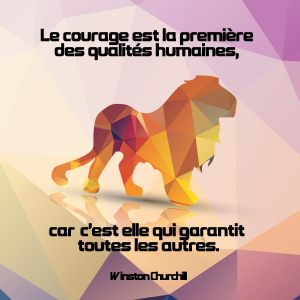 Le courage est la première
des qualités humaines,
car c'est elle qui garantit
toutes les autres.
Winston Churchill